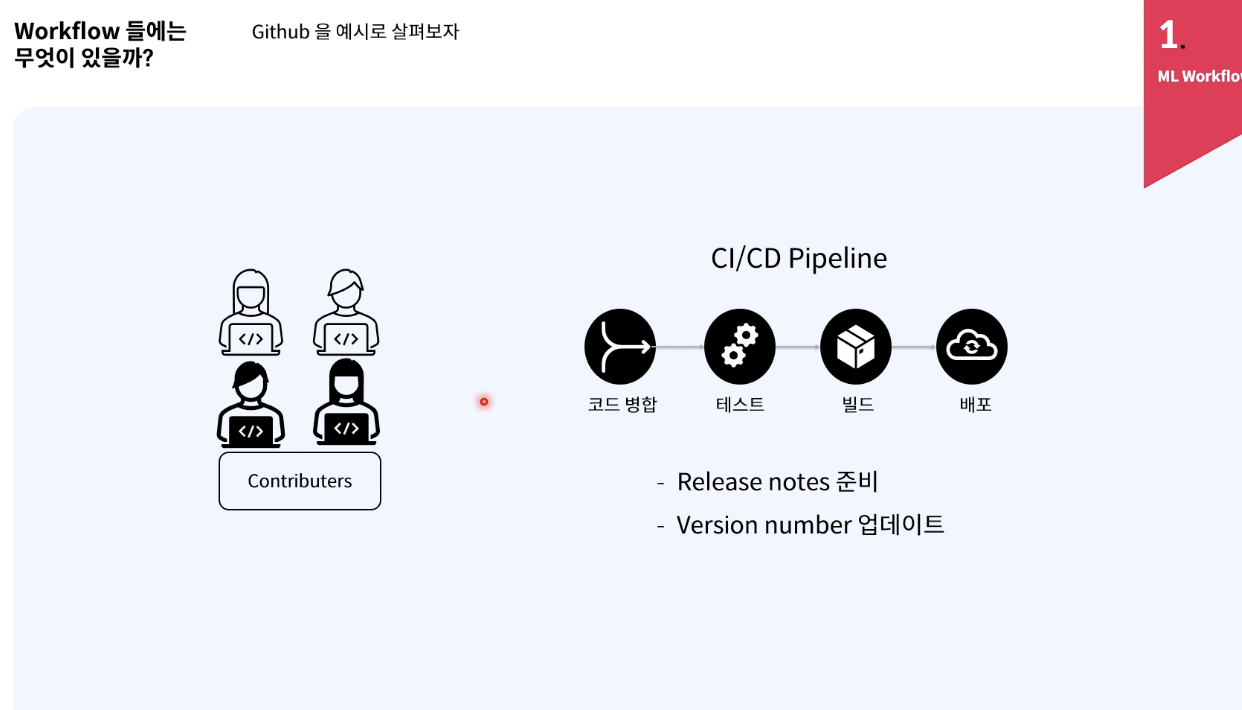 Workflow 들에는
무엇이 있을까?
Github 을 예시로 살펴보자
1.
ML Workflow
CI/CD Pipeline
</>
</>
</>
</>
코드 병합
테스트
빌드
배포
Contributers
- Release notes 준비
- Version number 업데이트